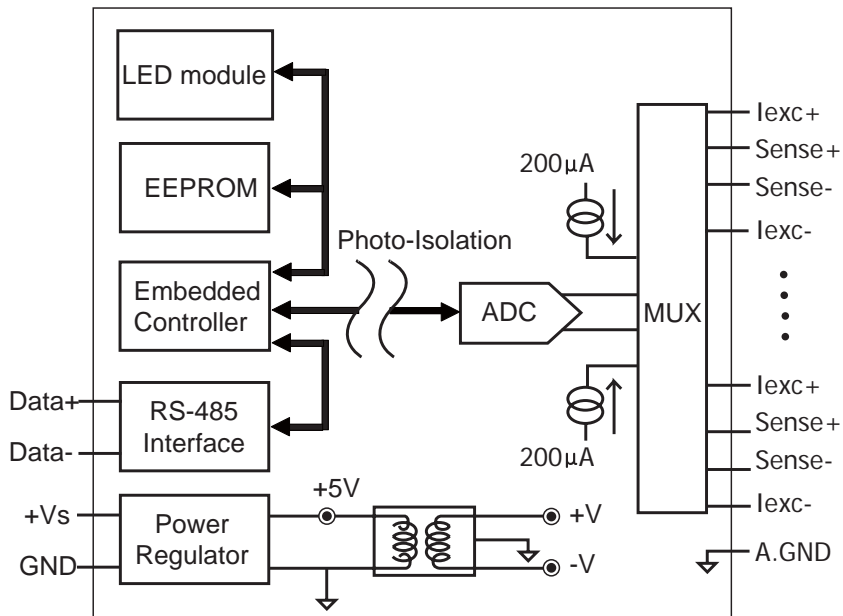 LED module
EEPROM
Embedded
Controller
RS-485
Interface
Power
Regulator
Data+
Data-
+Vs
GND
+5V
+V
-V
Photo-Isolation
ADC
200µA
200µA
MUX
Iexc+
Sense+
Sense-
Iexc-
Iexc+
Sense+
Sense-
Iexc-
A.GND